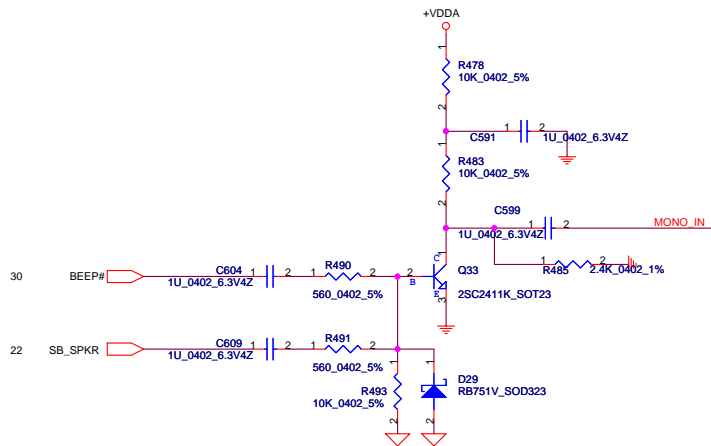 +VDDA
1
R478
10K_0402_5%
2
1 2
C591 1U_0402_6.3V4Z
1
R483
10K_0402_5%
2
C599
1 2 MONO_IN
1U_0402_6.3V4Z
1
C
R485 2.4K_0402_1%
1 2
Q33
2
B
E
3
2SC2411K_SOT23
30 BEEP#
C604
1 2
1U_0402_6.3V4Z
R490
1 2
560_0402_5%
22 SB_SPKR
C609
1 2
1U_0402_6.3V4Z
R491
1 2
560_0402_5%
1
R493
10K_0402_5%
2
1
D29
RB751V_SOD323
2